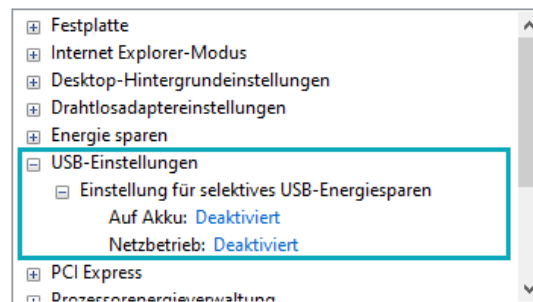 Festplatte
Internet Explorer-Modus
Desktop-Hintergrundeinstellungen
Drahtlosadaptereinstellungen
Energie sparen
USB-Einstellungen
Einstellung für selektives USB-Energiesparen
Auf Akku: Deaktiviert
Netzbetrieb: Deaktiviert
PCI Express
Prozessorenergieverwaltung